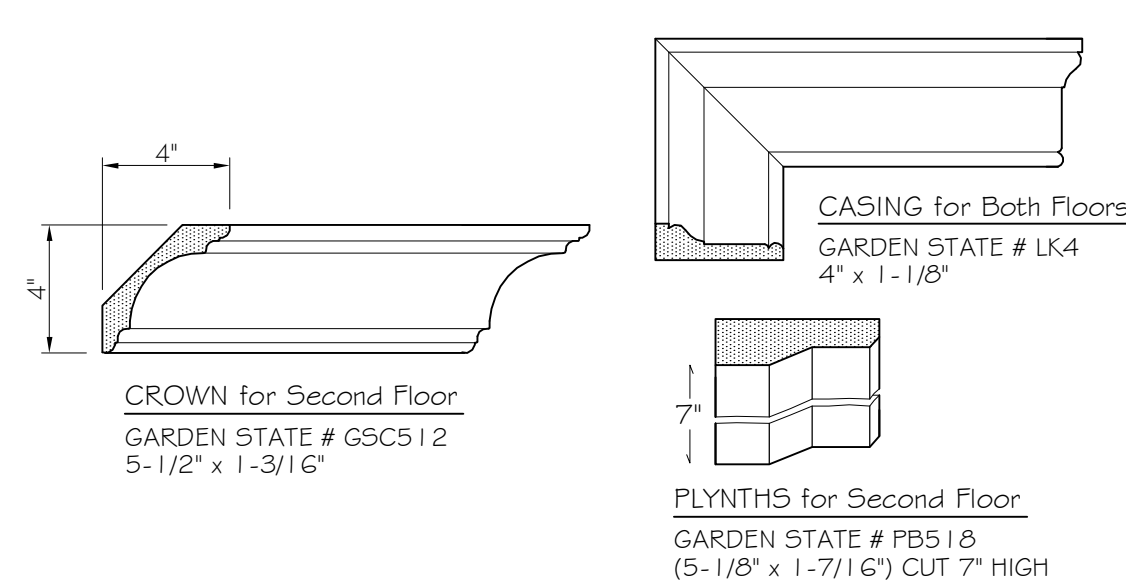 4"
4"
CROWN for Second Floor
GARDEN STATE # GSC512
5-1/2" x 1-3/16"
CASING for Both Floors
GARDEN STATE # LK4
4" x 1-1/8"
7"
PLYNTHS for Second Floor
GARDEN STATE # PB518
(5-1/8" x 1-7/16") CUT 7" HIGH